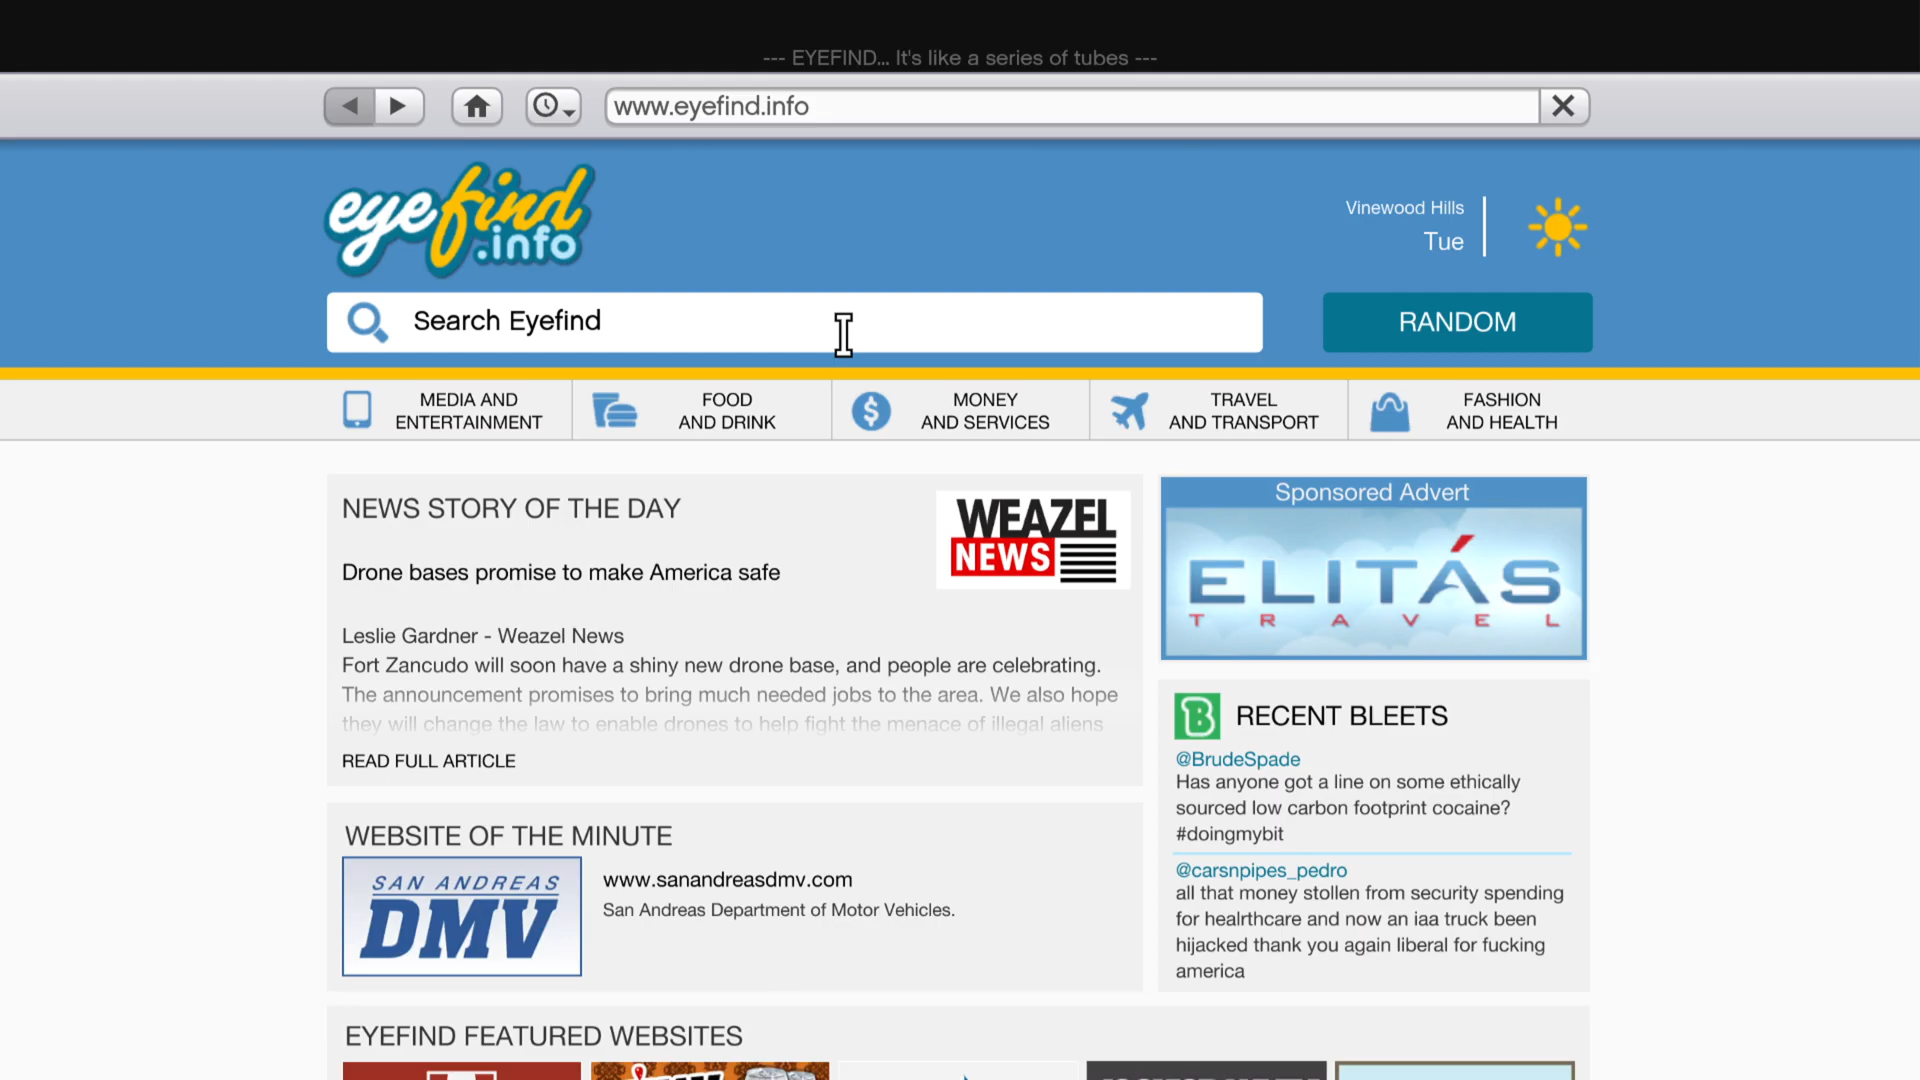 --- EYEFIND... It's like a series of tubes ---
www.eyefind.info
eyefind
.info
Vinewood Hills
Tue
Search Eyefind
RANDOM
MEDIA AND
ENTERTAINMENT
FOOD
AND DRINK
MONEY
AND SERVICES
TRAVEL
AND TRANSPORT
FASHION
AND HEALTH
NEWS STORY OF THE DAY
WEAZEL
NEWS
Drone bases promise to make America safe
Leslie Gardner - Weazel News
Fort Zancudo will soon have a shiny new drone base, and people are celebrating.
The announcement promises to bring much needed jobs to the area. We also hope
they will change the law to enable drones to help fight the menace of illegal aliens
READ FULL ARTICLE
Sponsored Advert
ELITÁS
TRAVEL
RECENT BLEETS
@BrudeSpade
Has anyone got a line on some ethically
sourced low carbon footprint cocaine?
#doingmybit
@carsnpipes_pedro
all that money stollen from security spending
for healrthcare and now an iaa truck been
hijacked thank you again liberal for fucking
america
WEBSITE OF THE MINUTE
SAN ANDREAS
DMV
www.sanandreasdmv.com
San Andreas Department of Motor Vehicles.
EYEFIND FEATURED WEBSITES